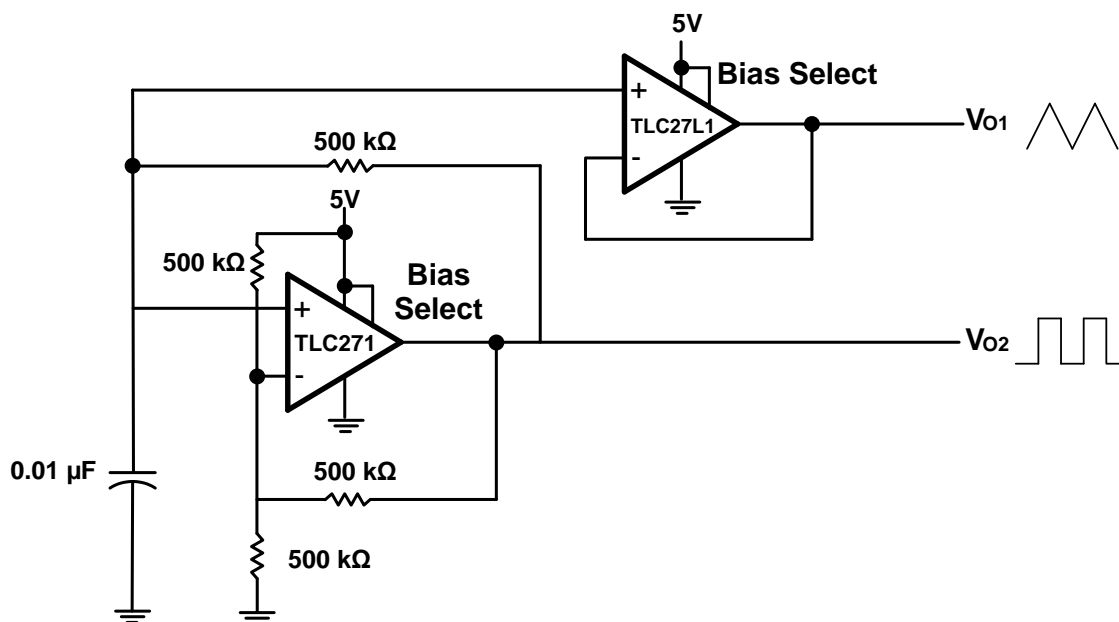 5V
Bias Select
+
TLC27L1
-
VO1
500 kΩ
5V
500 kΩ
Bias
Select
+
TLC271
-
VO2
0.01 µF
500 kΩ
500 kΩ